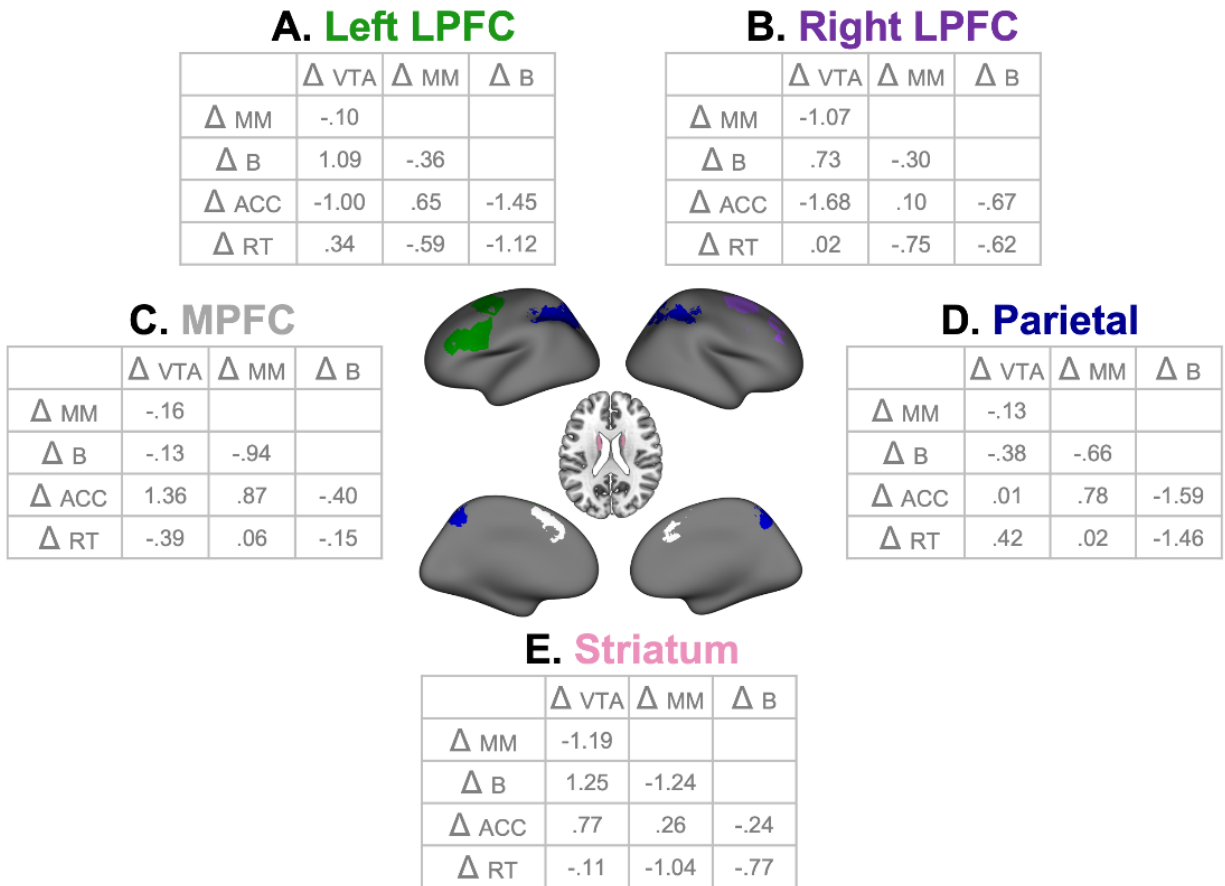 A. Left LPFC
Δ VTA Δ MM Δ B
Δ MM -.10
Δ B 1.09 -.36
Δ ACC -1.00 .65 -1.45
Δ RT .34 -.59 -1.12
B. Right LPFC
Δ VTA Δ MM Δ B
Δ MM -1.07
Δ B .73 -.30
Δ ACC -1.68 .10 -.67
Δ RT .02 -.75 -.62
C. MPFC
Δ VTA Δ MM Δ B
Δ MM -.16
Δ B -.13 -.94
Δ ACC 1.36 .87 -.40
Δ RT -.39 .06 -.15
D. Parietal
Δ VTA Δ MM Δ B
Δ MM -.13
Δ B -.38 -.66
Δ ACC .01 .78 -1.59
Δ RT .42 .02 -1.46
E. Striatum
Δ VTA Δ MM Δ B
Δ MM -1.19
Δ B 1.25 -1.24
Δ ACC .77 .26 -.24
Δ RT -.11 -1.04 -.77